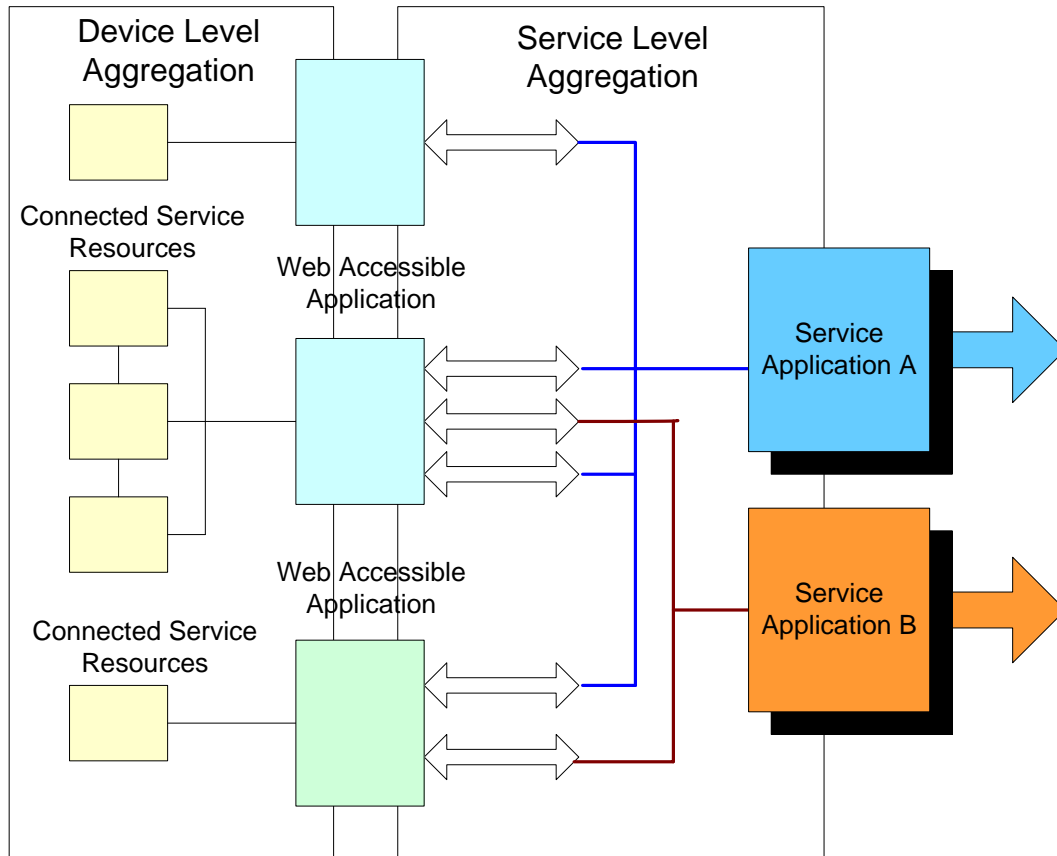 Device Level
Aggregation
Service Level
Aggregation
Connected Service
Resources
Web Accessible
Application
Service
Application A
Web Accessible
Application
Service
Application B
Connected Service
Resources